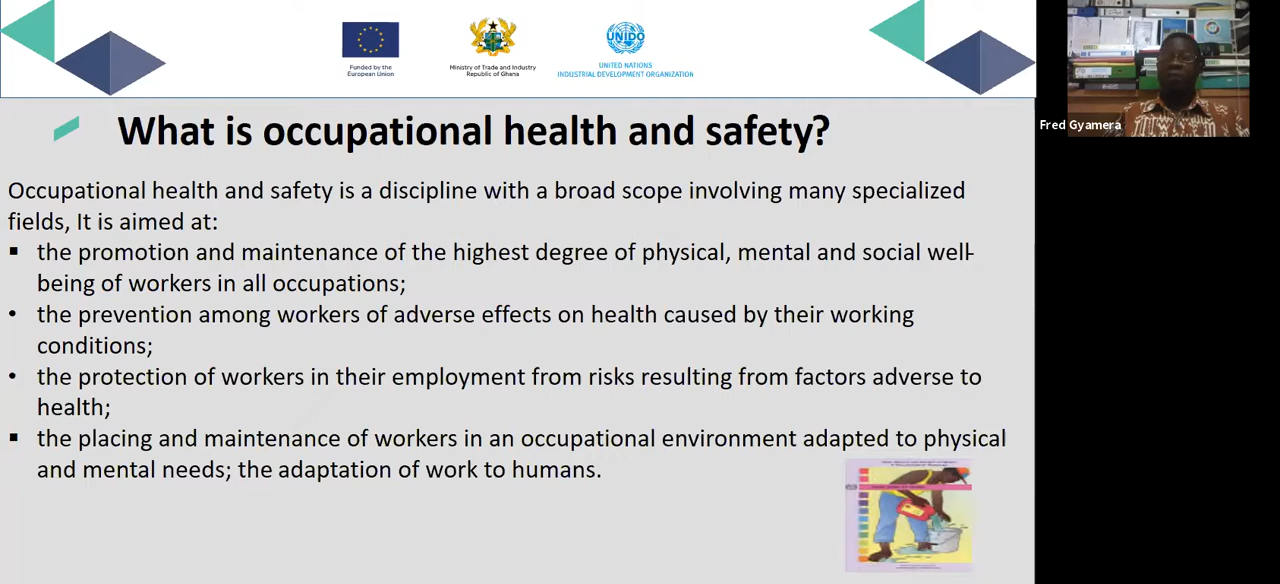 Funded by the
European Union
Ministry of Trade and Industry
Republic of Ghana
UNIDO
UNITED NATIONS
INDUSTRIAL DEVELOPMENT ORGANIZATION
Fred Gyamera
What is occupational health and safety?
Occupational health and safety is a discipline with a broad scope involving many specialized
fields, It is aimed at:
▪ the promotion and maintenance of the highest degree of physical, mental and social well-
being of workers in all occupations;
• the prevention among workers of adverse effects on health caused by their working
conditions;
• the protection of workers in their employment from risks resulting from factors adverse to
health;
▪ the placing and maintenance of workers in an occupational environment adapted to physical
and mental needs; the adaptation of work to humans.